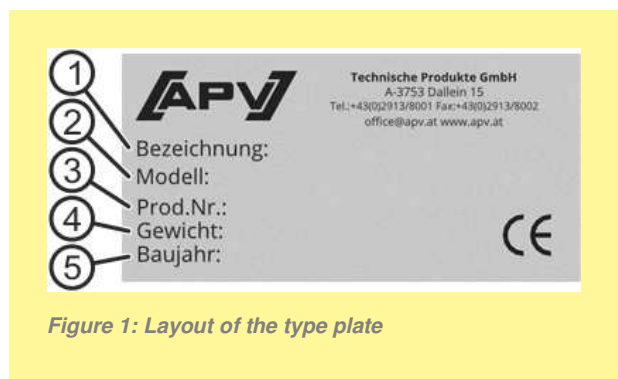 1
2
3
4
5
APV
Technische Produkte GmbH
A-3753 Dallein 15
Tel.:+43(0)2913/8001 Fax:+43(0)2913/8002
office@apv.at www.apv.at
Bezeichnung:
Modell:
Prod.Nr.:
Gewicht:
Baujahr:
CE
Figure 1: Layout of the type plate